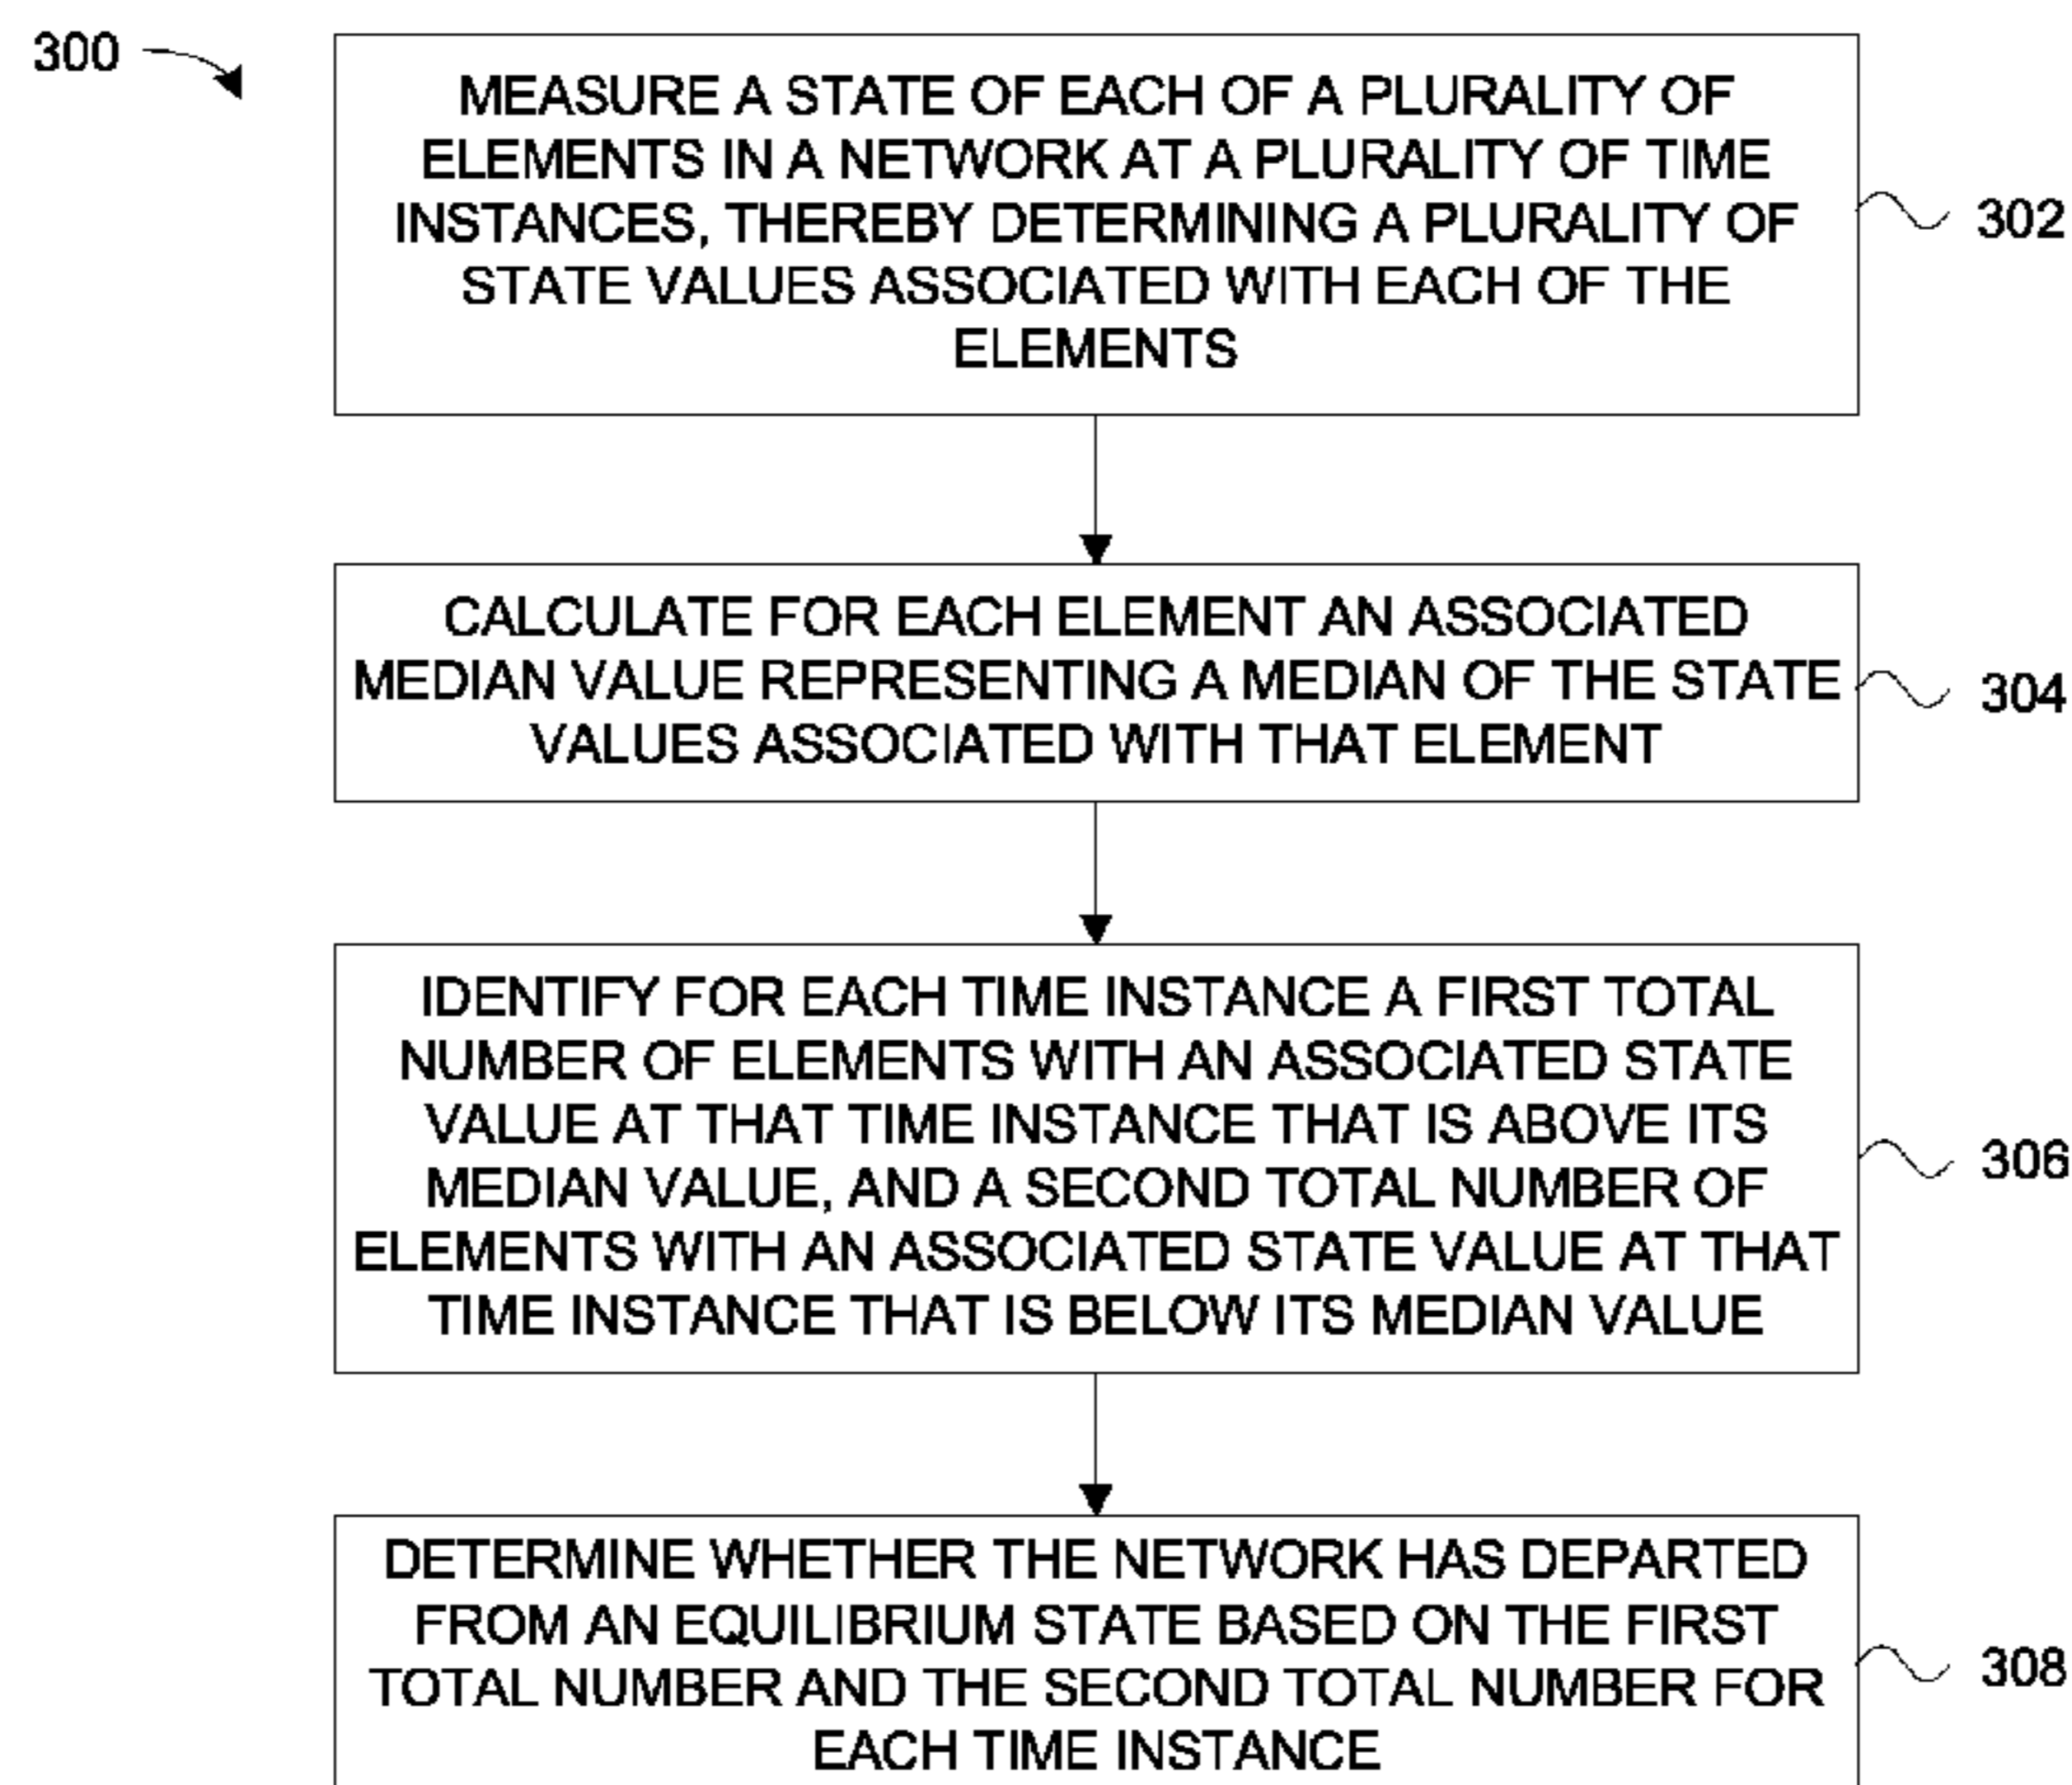 300
MEASURE A STATE OF EACH OF A PLURALITY OF
ELEMENTS IN A NETWORK AT A PLURALITY OF TIME
INSTANCES, THEREBY DETERMINING A PLURALITY OF
STATE VALUES ASSOCIATED WITH EACH OF THE
ELEMENTS
302
CALCULATE FOR EACH ELEMENT AN ASSOCIATED
MEDIAN VALUE REPRESENTING A MEDIAN OF THE STATE
VALUES ASSOCIATED WITH THAT ELEMENT
304
IDENTIFY FOR EACH TIME INSTANCE A FIRST TOTAL
NUMBER OF ELEMENTS WITH AN ASSOCIATED STATE
VALUE AT THAT TIME INSTANCE THAT IS ABOVE ITS
MEDIAN VALUE, AND A SECOND TOTAL NUMBER OF
ELEMENTS WITH AN ASSOCIATED STATE VALUE AT THAT
TIME INSTANCE THAT IS BELOW ITS MEDIAN VALUE
306
DETERMINE WHETHER THE NETWORK HAS DEPARTED
FROM AN EQUILIBRIUM STATE BASED ON THE FIRST
TOTAL NUMBER AND THE SECOND TOTAL NUMBER FOR
EACH TIME INSTANCE
308